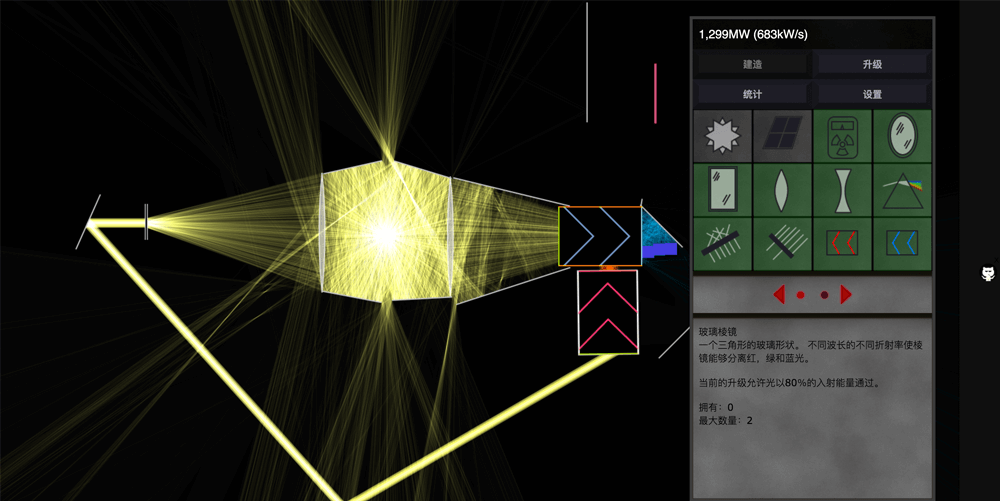 1,299MW (683kW/s)
建造
升级
统计
设置
玻璃棱镜
一个三角形的玻璃形状。 不同波长的不同折射率使棱
镜能够分离红，绿和蓝光。
当前的升级允许光以80%的入射能量通过。
拥有：0
最大数量：2